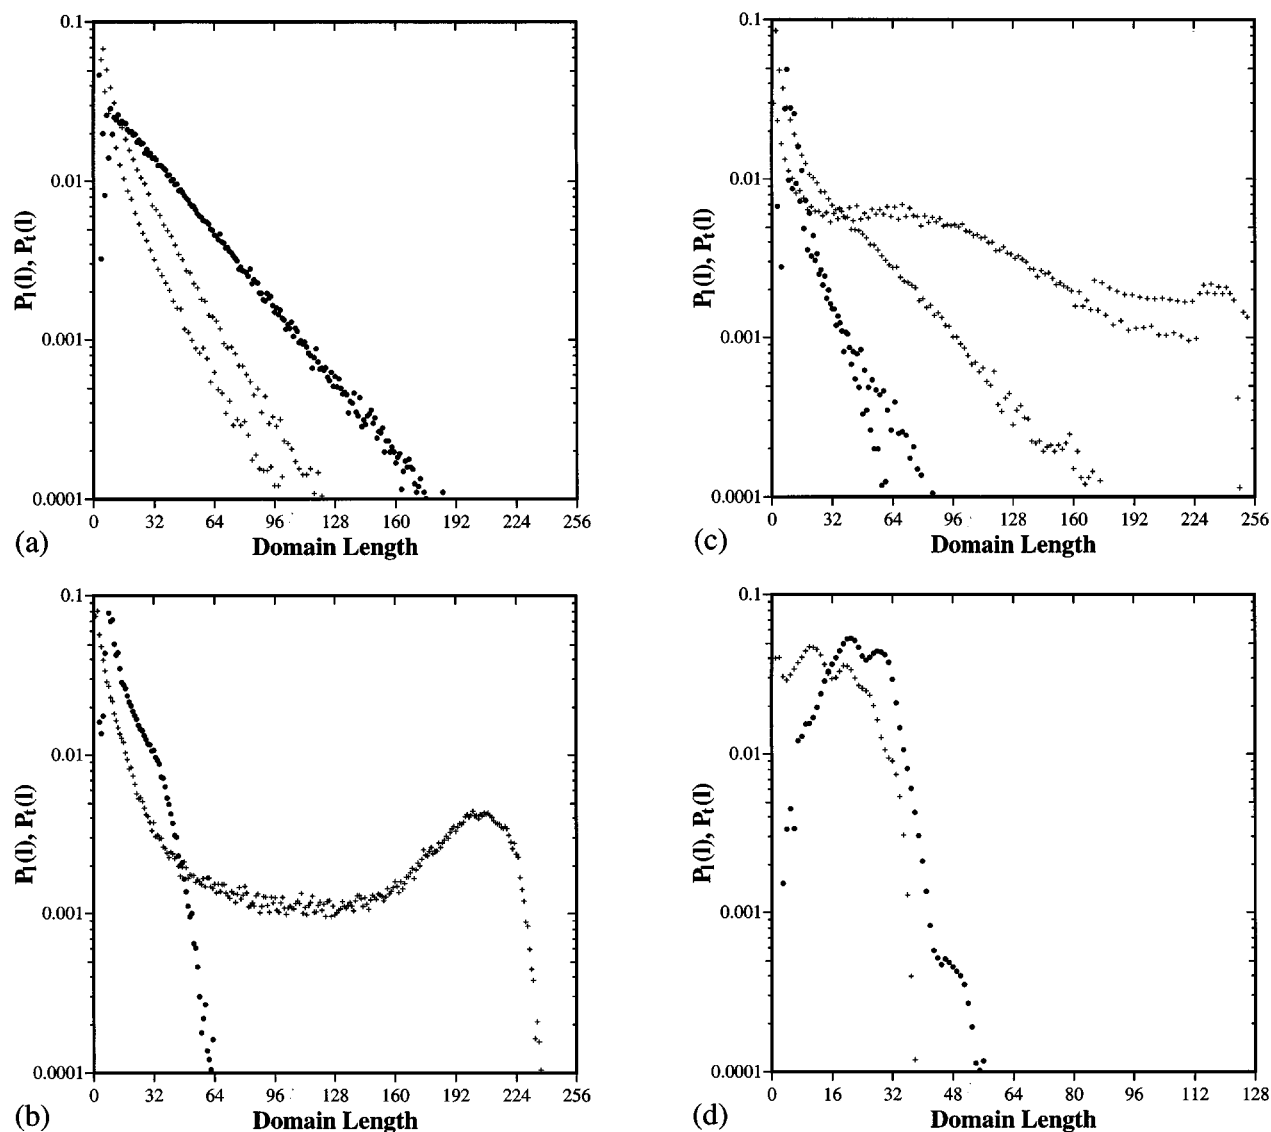 0.1
0.01
0.001
0.0001
P_l(l), P_t(l)
0 32 64 96 128 160 192 224 256
(a) Domain Length
0.1
0.01
0.001
0.0001
P_l(l), P_t(l)
0 32 64 96 128 160 192 224 256
(c) Domain Length
0.1
0.01
0.001
0.0001
P_l(l), P_t(l)
0 32 64 96 128 160 192 224 256
(b) Domain Length
0.1
0.01
0.001
0.0001
P_l(l), P_t(l)
0 16 32 48 64 80 96 112 128
(d) Domain Length